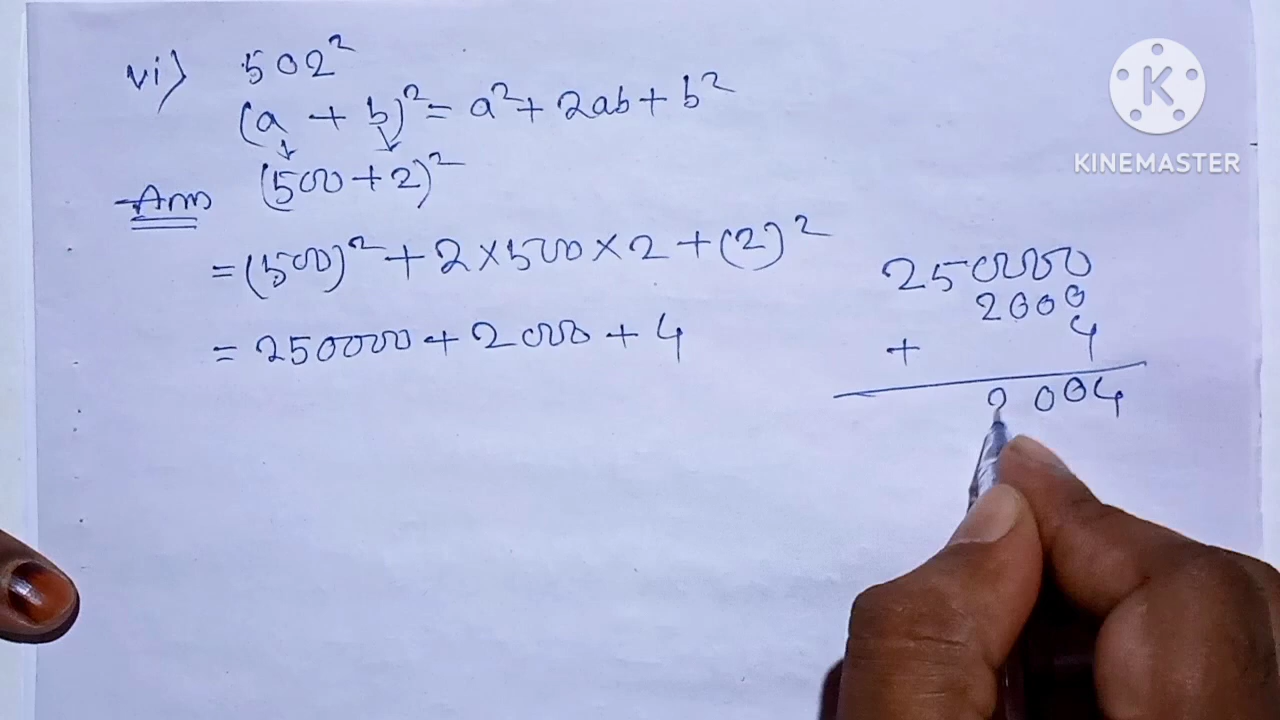 vi) 502²
(a + b)² = a² + 2ab + b²
Ans (500+2)²
= (500)² + 2×500×2 + (2)²
= 250000 + 2000 + 4
250000
2000
+ 4
2004
K
KINEMASTER